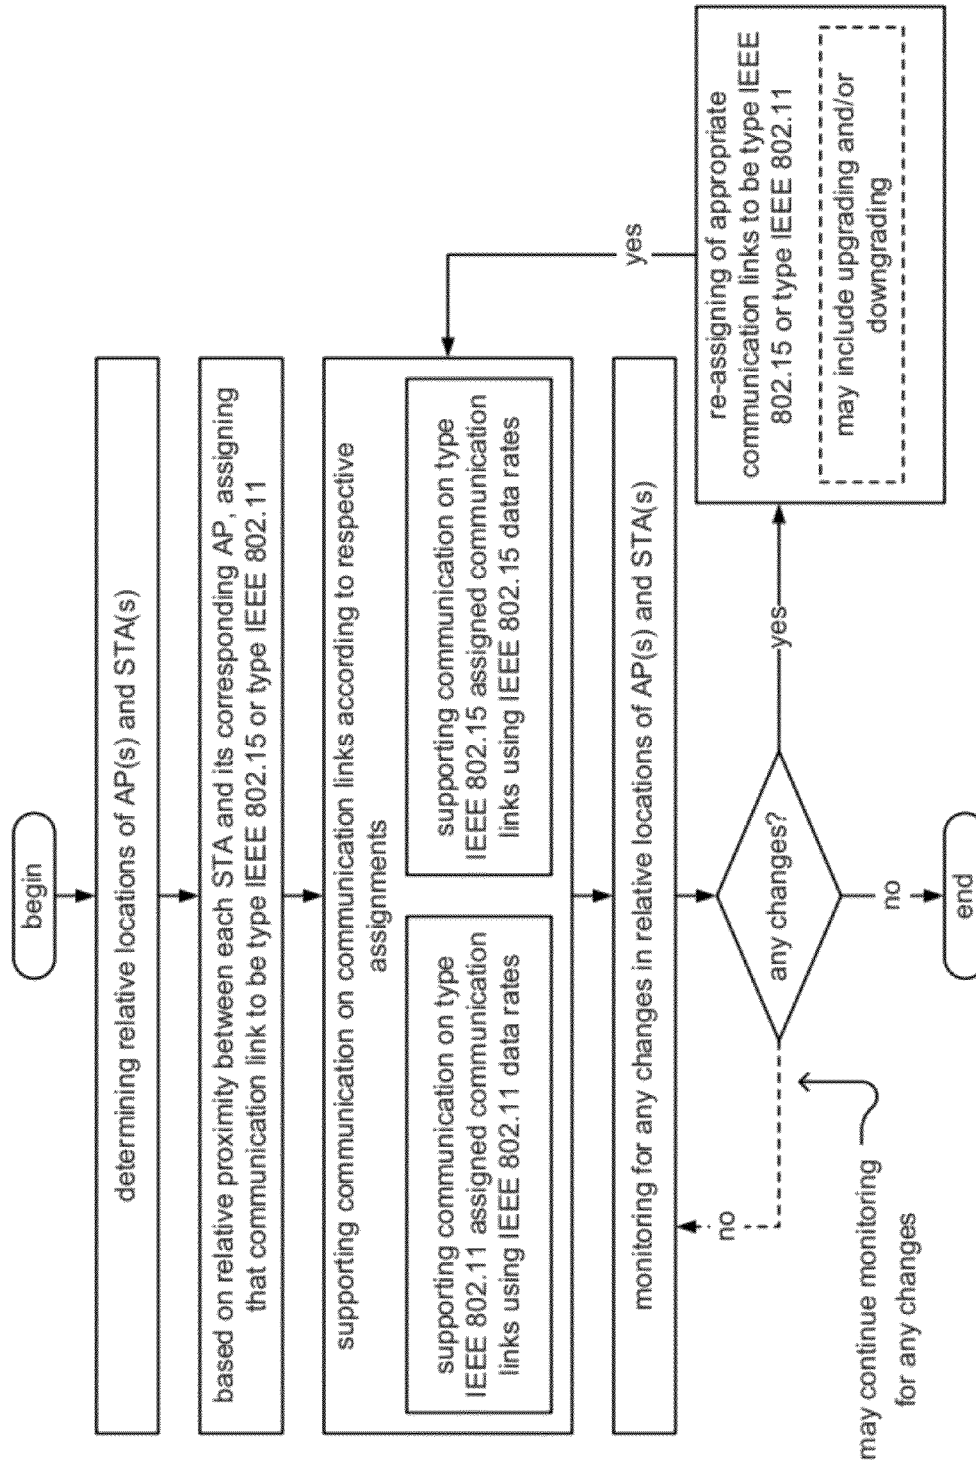 begin
determining relative locations of AP(s) and STA(s)
based on relative proximity between each STA and its corresponding AP, assigning
that communication link to be type IEEE 802.15 or type IEEE 802.11
supporting communication on communication links according to respective
assignments
supporting communication on type
IEEE 802.11 assigned communication
links using IEEE 802.11 data rates
supporting communication on type
IEEE 802.15 assigned communication
links using IEEE 802.15 data rates
monitoring for any changes in relative locations of AP(s) and STA(s)
any changes?
no
may continue monitoring
for any changes
yes
re-assigning of appropriate
communication links to be type IEEE
802.15 or type IEEE 802.11
may include upgrading and/or
downgrading
yes
no
end